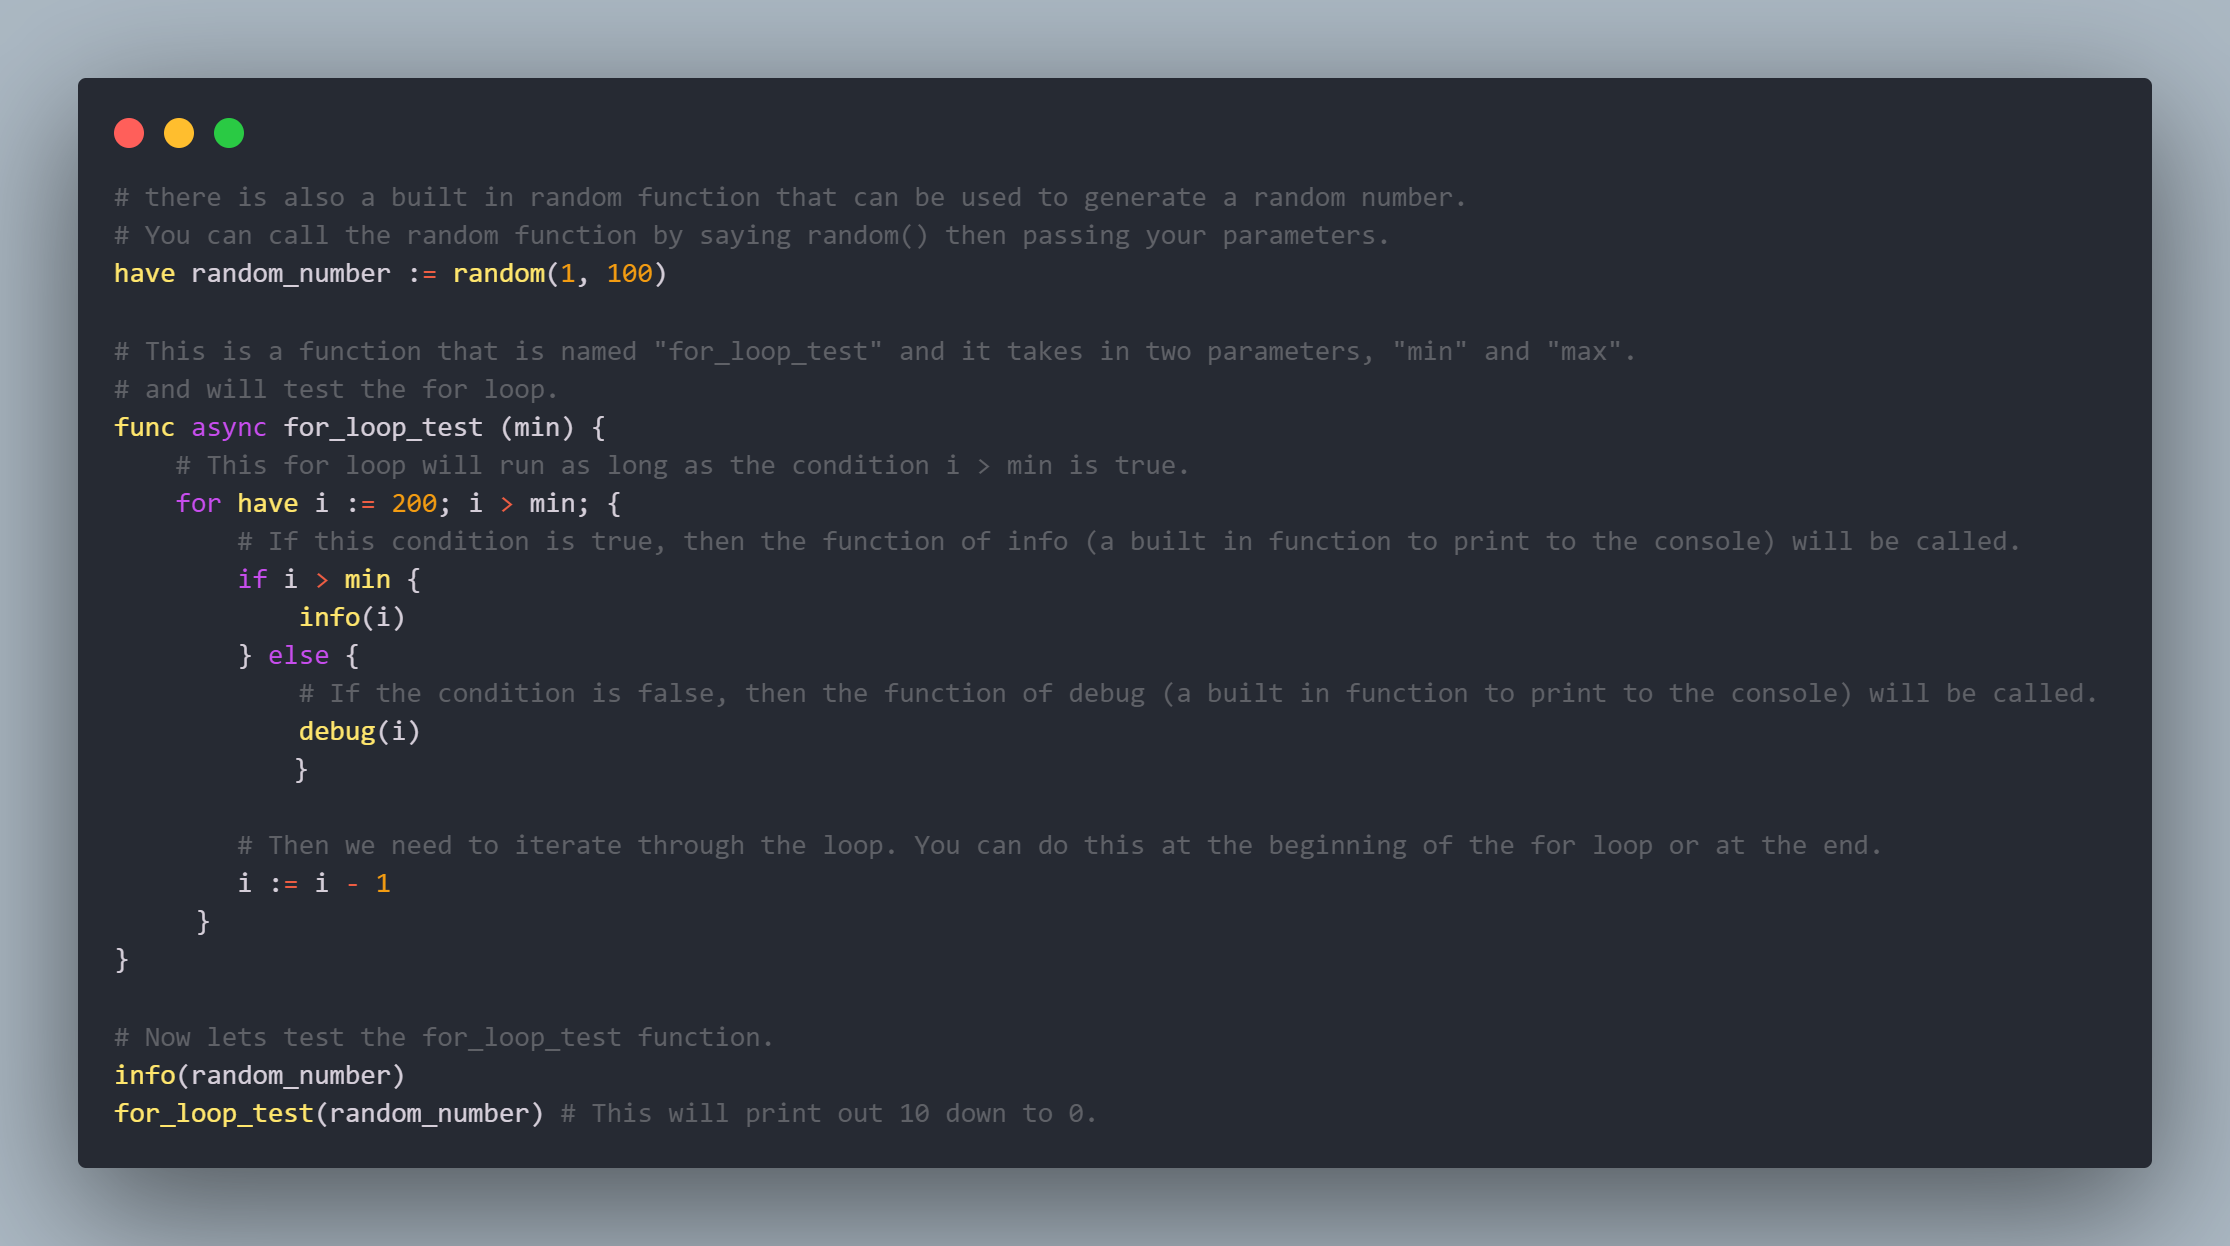 # there is also a built in random function that can be used to generate a random number.
# You can call the random function by saying random() then passing your parameters.
have random_number := random(1, 100)

# This is a function that is named "for_loop_test" and it takes in two parameters, "min" and "max".
# and will test the for loop.
func async for_loop_test (min) {
    # This for loop will run as long as the condition i > min is true.
    for have i := 200; i > min; {
        # If this condition is true, then the function of info (a built in function to print to the console) will be called.
        if i > min {
            info(i)
        } else {
            # If the condition is false, then the function of debug (a built in function to print to the console) will be called.
            debug(i)
            }

        # Then we need to iterate through the loop. You can do this at the beginning of the for loop or at the end.
        i := i - 1
     }
}

# Now lets test the for_loop_test function.
info(random_number)
for_loop_test(random_number) # This will print out 10 down to 0.